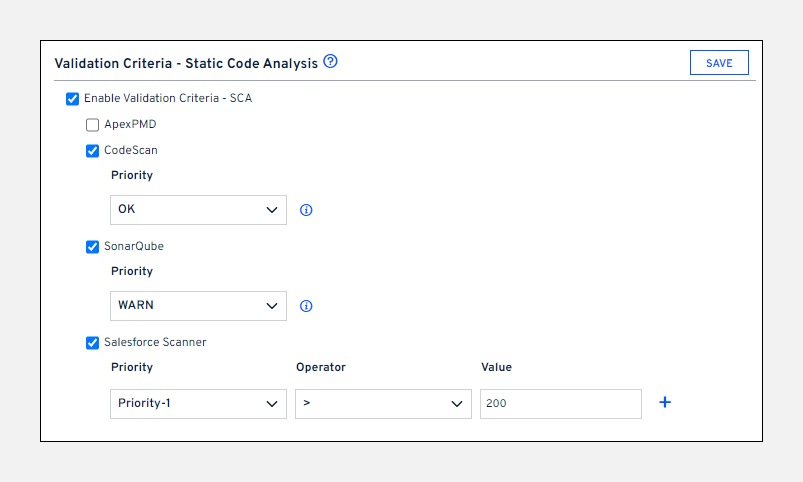 Validation Criteria - Static Code Analysis
SAVE
Enable Validation Criteria - SCA
ApexPMD
CodeScan
Priority
OK
SonarQube
Priority
WARN
Salesforce Scanner
Priority Operator Value
Priority-1 > 200